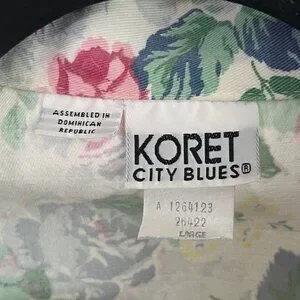 ASSEMBLED IN
DOMINICAN
REPUBLIC
KORET
CITY BLUES®
A 1264123
26422
LARGE